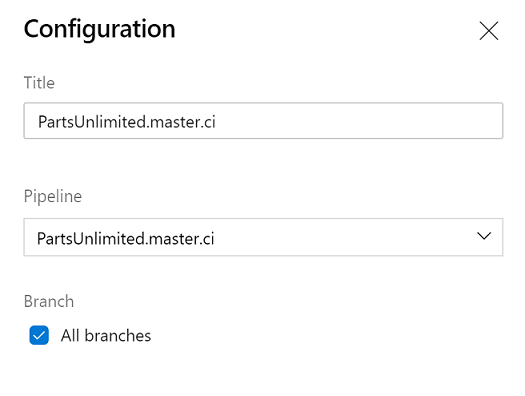 Configuration
Title
PartsUnlimited.master.ci
Pipeline
PartsUnlimited.master.ci
Branch
All branches